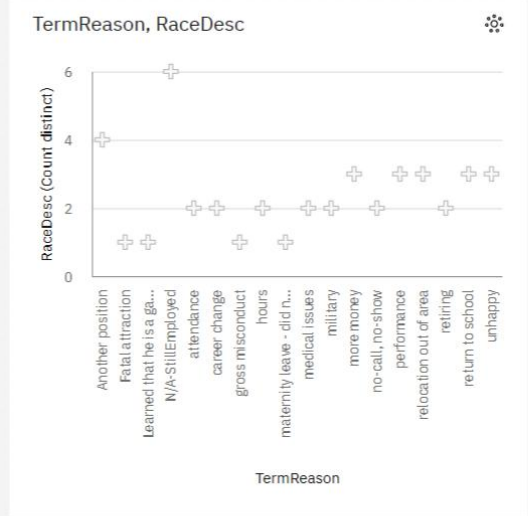 TermReason, RaceDesc
RaceDesc (Count distinct)
6
4
2
0
Another position
Fatal attraction
Learned that he is a ga...
N/A-StillEmployed
attendance
career change
gross misconduct
hours
maternity leave - did n...
medical issues
military
more money
no-call, no-show
performance
relocation out of area
retiring
return to school
unhappy
TermReason